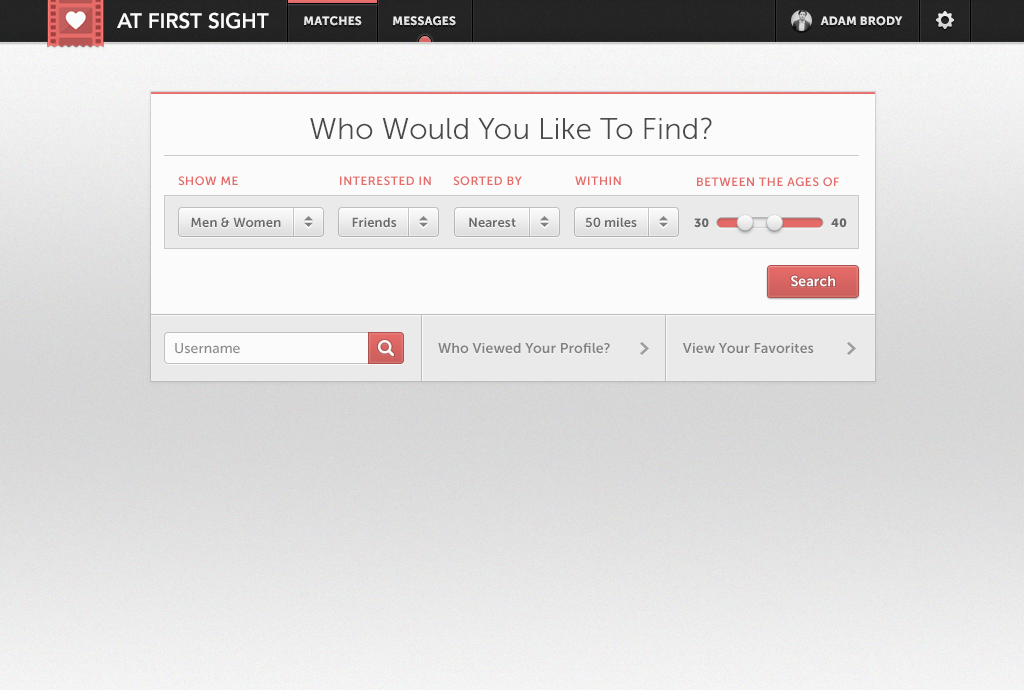 AT FIRST SIGHT MATCHES MESSAGES ADAM BRODY
Who Would You Like To Find?
SHOW ME INTERESTED IN SORTED BY WITHIN BETWEEN THE AGES OF
Men & Women Friends Nearest 50 miles 30 40
Search
Username Who Viewed Your Profile? View Your Favorites